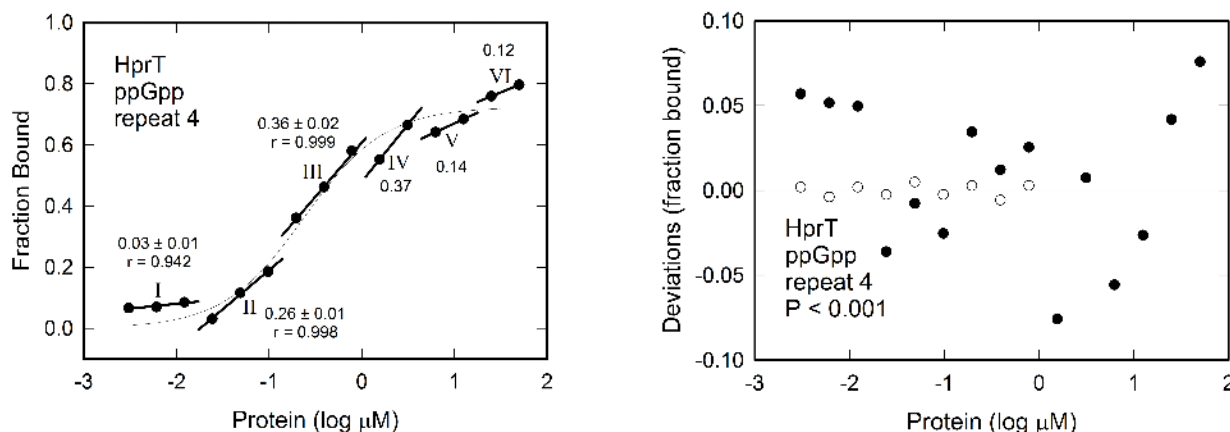 1.0
0.8
0.6
0.4
0.2
0.0
Fraction Bound
HprT
ppGpp
repeat 4
0.03 ± 0.01
r = 0.942
I
II
0.26 ± 0.01
r = 0.998
0.36 ± 0.02
r = 0.999
III
IV
0.37
V
0.14
0.12
VI
-3 -2 -1 0 1 2
Protein (log μM)
0.10
0.05
0.00
-0.05
-0.10
Deviations (fraction bound)
HprT
ppGpp
repeat 4
P < 0.001
-3 -2 -1 0 1 2
Protein (log μM)